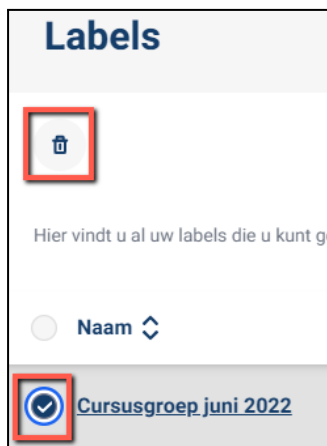 Labels
Hier vindt u al uw labels die u kunt
Naam
Cursusgroep juni 2022